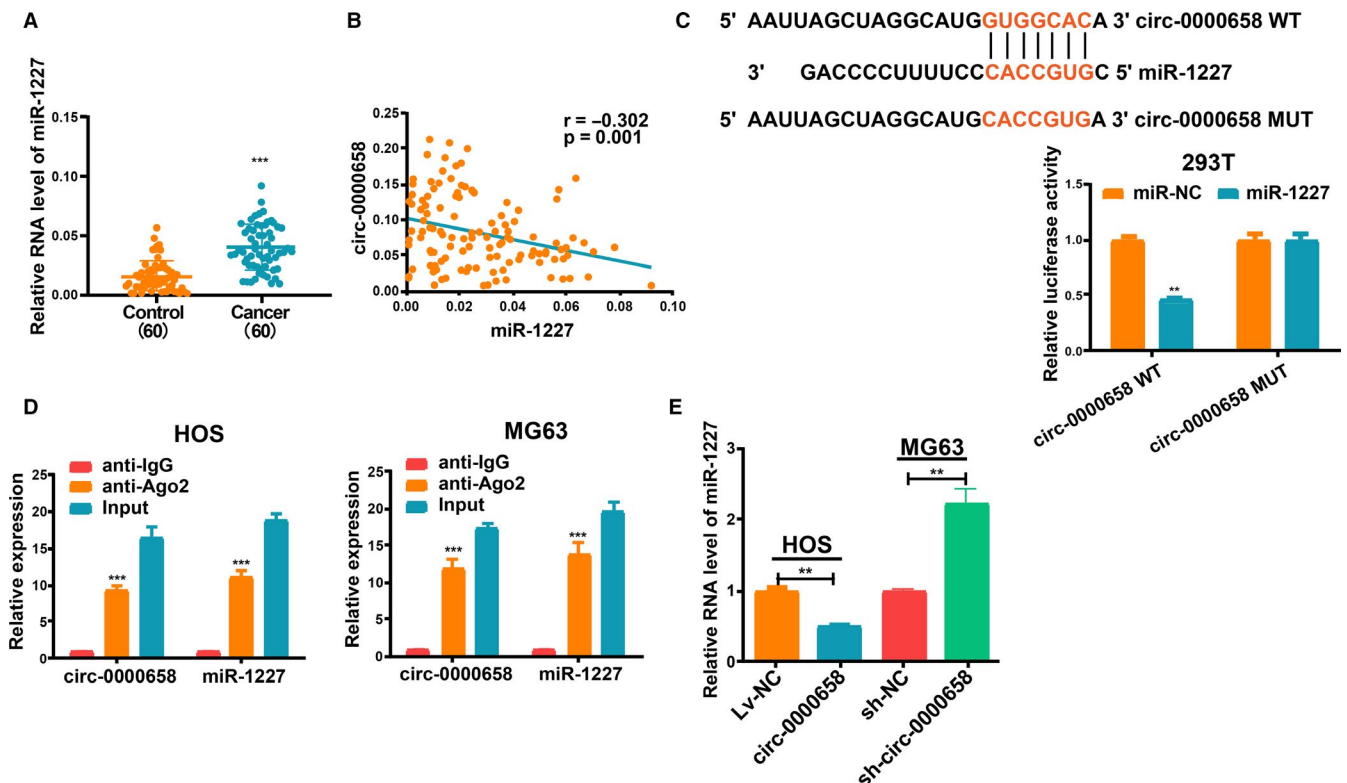 A
Relative RNA level of miR-1227
0.15
0.10
0.05
0.00
***
Control
(60)
Cancer
(60)
B
circ-0000658
0.25
0.20
0.15
0.10
0.05
0.00
r = –0.302
p = 0.001
0.00
0.02
0.04
0.06
0.08
0.10
miR-1227
C
5' AAUUAGCUAGGCAUGGUGGCACA 3' circ-0000658 WT
3' GACCCCUUUUCCCACCGUGC 5' miR-1227
5' AAUUAGCUAGGCAUGCACCGUGA 3' circ-0000658 MUT
293T
miR-NC
miR-1227
Relative luciferase activity
1.5
1.0
0.5
0.0
**
circ-0000658 WT
circ-0000658 MUT
D
HOS
anti-IgG
anti-Ago2
Input
Relative expression
25
20
15
10
5
0
***
***
circ-0000658
miR-1227
MG63
anti-IgG
anti-Ago2
Input
Relative expression
25
20
15
10
5
0
***
***
circ-0000658
miR-1227
E
Relative RNA level of miR-1227
3
2
1
0
HOS
**
MG63
**
Lv-NC
circ-0000658
sh-NC
sh-circ-0000658